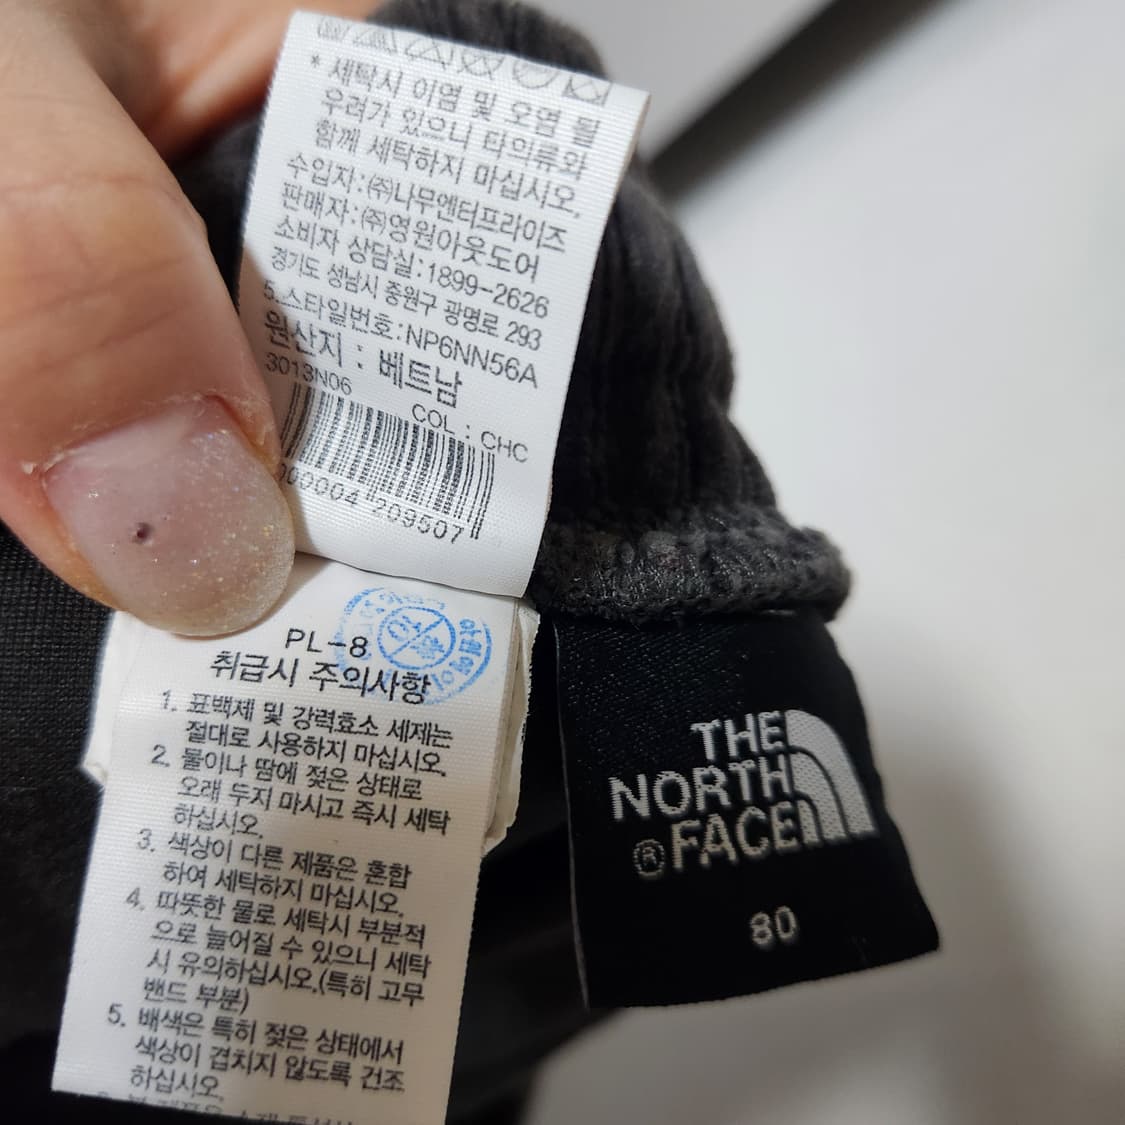 * 세탁시 이염 및 오염 될
우려가 있으니 타의류와
함께 세탁하지 마십시오.
수입자:㈜나무엔터프라이즈
판매자:㈜영원아웃도어
소비자 상담실:1899-2626
경기도 성남시 중원구 광명로 293
5.스타일번호:NP6NN56A
원산지 : 베트남
3013N06
COL : CHC
000004 209507
PL-8
취급시 주의사항
1. 표백제 및 강력효소 세제는
절대로 사용하지 마십시오.
2. 물이나 땀에 젖은 상태로
오래 두지 마시고 즉시 세탁
하십시오.
3. 색상이 다른 제품은 혼합
하여 세탁하지 마십시오.
4. 따뜻한 물로 세탁시 부분적
으로 늘어질 수 있으니 세탁
시 유의하십시오.(특히 고무
밴드 부분)
5. 배색은 특히 젖은 상태에서
색상이 겹치지 않도록 건조
하십시오.
THE
NORTH
® FACE
80